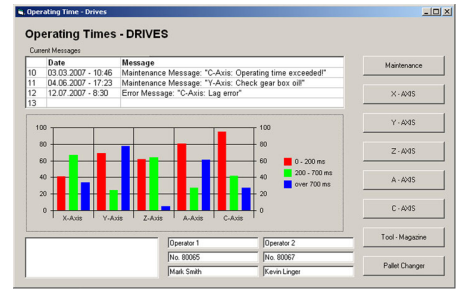 Operating Time - Drives
Operating Times - DRIVES
Current Messages
Date Message
10 03.03.2007 - 10:46 Maintenance Message: "C-Axis: Operating time exceeded!"
11 04.06.2007 - 17:23 Maintenance Message: "Y-Axis: Check gear box oil!"
12 12.07.2007 - 8:30 Error Message: "C-Axis: Lag error"
13
Maintenance
X - AXIS
Y - AXIS
Z - AXIS
A - AXIS
C - AXIS
Tool - Magazine
Pallet Changer
100 100
80 80
60 60
40 40
20 20
0 0
X-Axis Y-Axis Z-Axis A-Axis C-Axis
0 - 200 ms
200 - 700 ms
over 700 ms
Operator 1 Operator 2
No. 80065 No. 80067
Mark Smith Kevin Linger